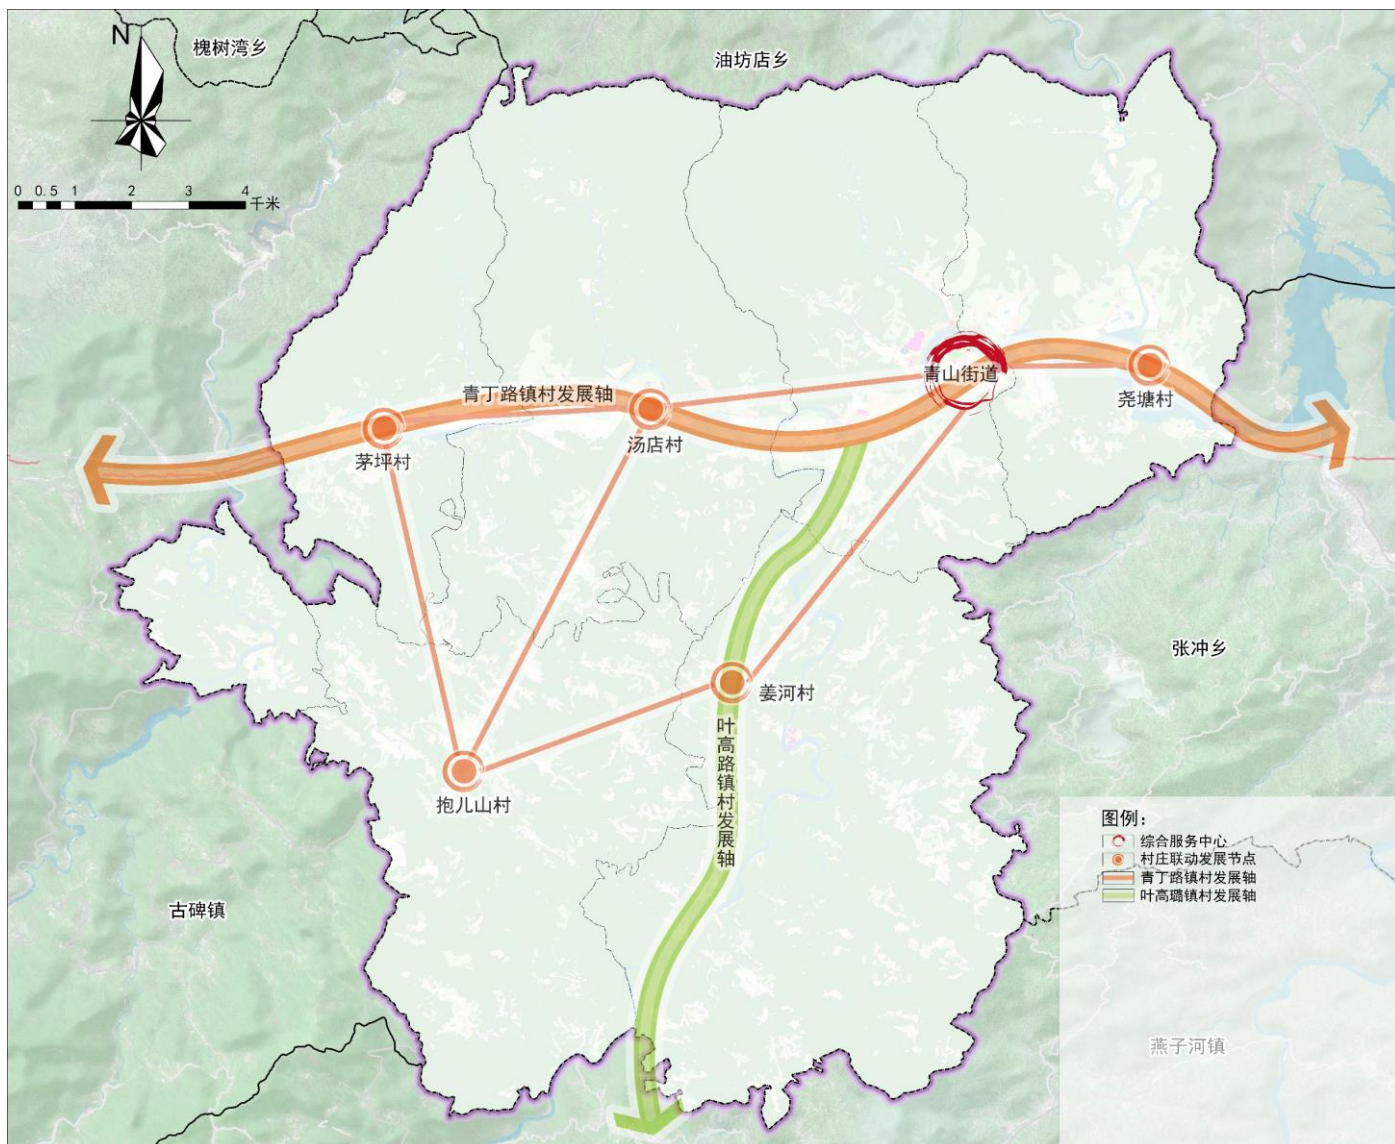 N
槐树湾乡
油坊店乡
0 0.5 1 2 3 4
千米
青山街道
尧塘村
青丁路镇村发展轴
汤店村
茅坪村
张冲乡
姜河村
叶高路镇村发展轴
抱儿山村
古碑镇
图例：
综合服务中心
村庄联动发展节点
青丁路镇村发展轴
叶高璐镇村发展轴
燕子河镇